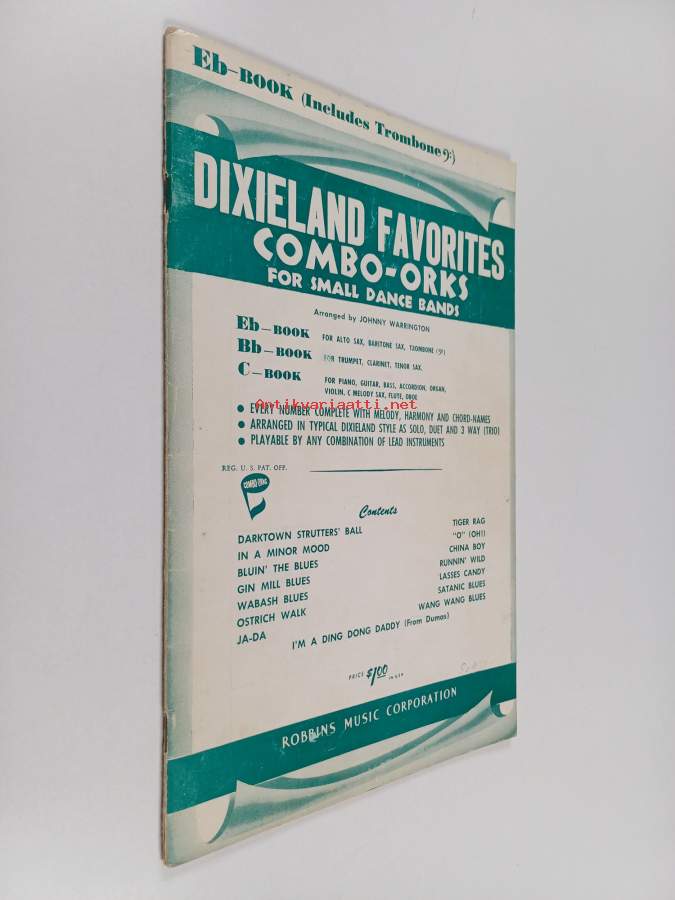 Eb-BOOK (Includes Trombone 𝄢)
DIXIELAND FAVORITES
COMBO-ORKS
FOR SMALL DANCE BANDS
Arranged by JOHNNY WARRINGTON
Eb-BOOK FOR ALTO SAX, BARITONE SAX, TROMBONE (𝄢)
Bb-BOOK FOR TRUMPET, CLARINET, TENOR SAX.
C-BOOK FOR PIANO, GUITAR, BASS, ACCORDION, ORGAN,
VIOLIN, C MELODY SAX, FLUTE, OBOE
Antikvariaatti.net
• EVERY NUMBER COMPLETE WITH MELODY, HARMONY AND CHORD-NAMES
• ARRANGED IN TYPICAL DIXIELAND STYLE AS SOLO, DUET AND 3 WAY (TRIO)
• PLAYABLE BY ANY COMBINATION OF LEAD INSTRUMENTS
REG. U. S. PAT. OFF.
COMBO-ORKS
Contents
DARKTOWN STRUTTERS' BALL
IN A MINOR MOOD
BLUIN' THE BLUES
GIN MILL BLUES
WABASH BLUES
OSTRICH WALK
JA-DA
TIGER RAG
"O" (OH!)
CHINA BOY
RUNNIN' WILD
LASSES CANDY
SATANIC BLUES
WANG WANG BLUES
I'M A DING DONG DADDY (From Dumas)
PRICE $1.00 IN U.S.A.
ROBBINS MUSIC CORPORATION